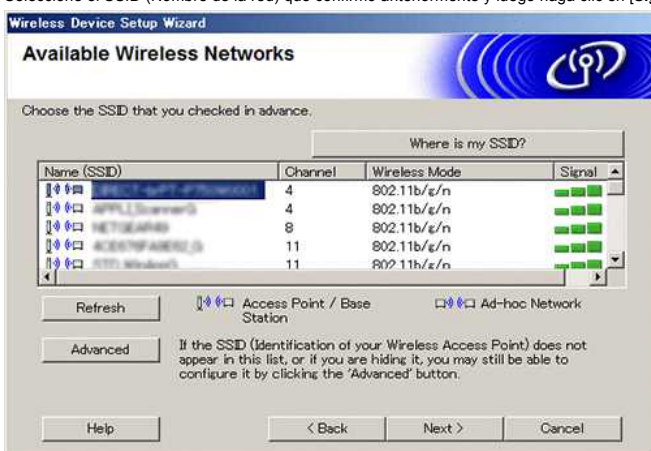 Wireless Device Setup Wizard
Available Wireless Networks
Choose the SSID that you checked in advance.
Where is my SSID?
Name (SSID) Channel Wireless Mode Signal
4 802.11b/g/n
4 802.11b/g/n
8 802.11b/g/n
11 802.11b/g/n
11 802.11b/g/n
Refresh
Access Point / Base Station
Ad-hoc Network
Advanced
If the SSID (Identification of your Wireless Access Point) does not
appear in this list, or if you are hiding it, you may still be able to
configure it by clicking the 'Advanced' button.
Help < Back Next > Cancel